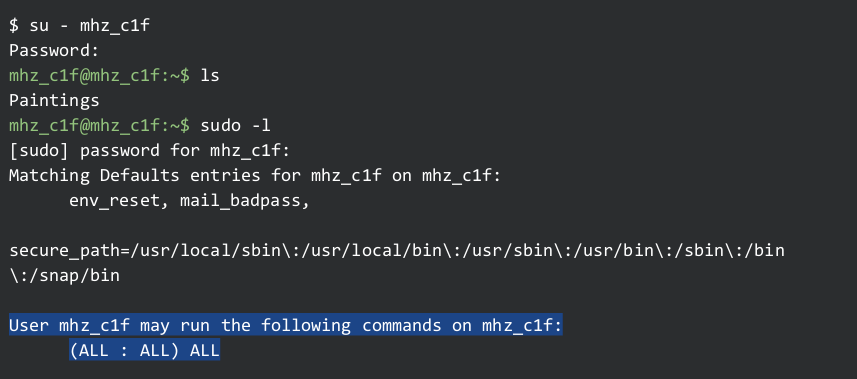 $ su - mhz_c1f
Password:
mhz_c1f@mhz_c1f:~$ ls
Paintings
mhz_c1f@mhz_c1f:~$ sudo -l
[sudo] password for mhz_c1f:
Matching Defaults entries for mhz_c1f on mhz_c1f:
env_reset, mail_badpass,
secure_path=/usr/local/sbin\:/usr/local/bin\:/usr/sbin\:/usr/bin\:/sbin\:/bin
\:/snap/bin
User mhz_c1f may run the following commands on mhz_c1f:
(ALL : ALL) ALL